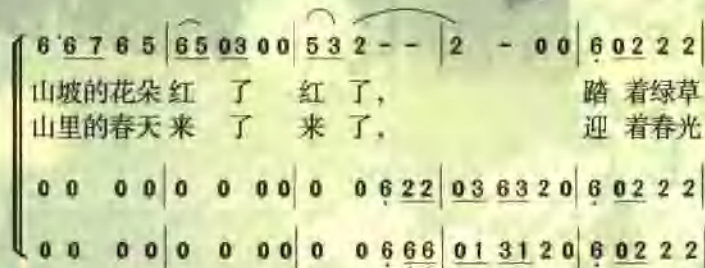 6·6 7 6 5 | 6 5 0 3 0 0 | 5 3 2 - - | 2 - 0 0 | 6 0 2 2 2 |
山坡的花朵 红 了 红 了， 踏 着绿草
山里的春天 来 了 来 了， 迎 着春光
0 0 0 0 | 0 0 0 0 | 0 0 0 6 2 2 | 0 3 6 3 2 0 | 6 0 2 2 2 |
0 0 0 0 | 0 0 0 0 | 0 0 0 6 6 6 | 0 1 3 1 2 0 | 6 0 2 2 2 |